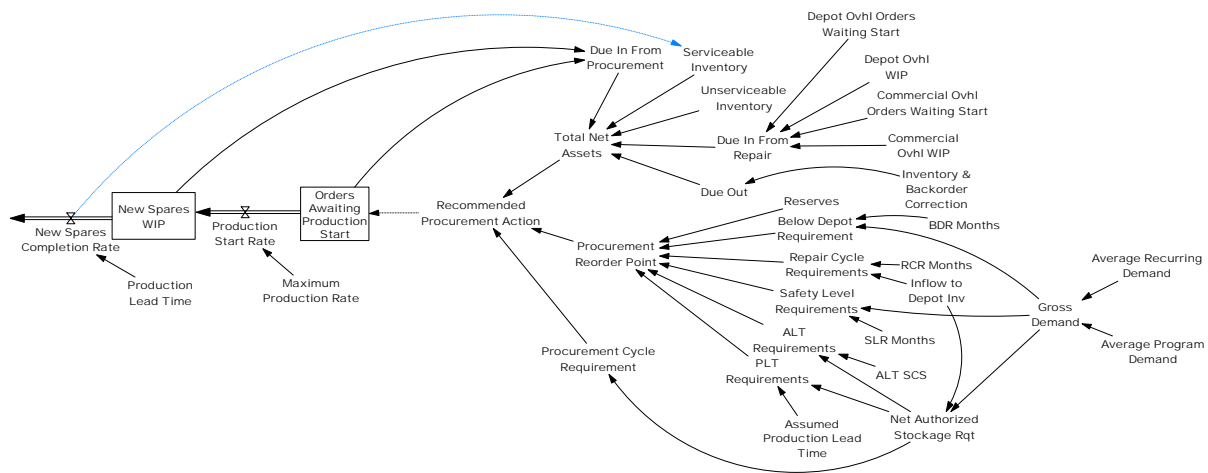 Depot Ovhl Orders
Waiting Start
Due In From
Procurement
Serviceable
Inventory
Depot Ovhl
WIP
Unserviceable
Inventory
Commercial Ovhl
Orders Waiting Start
Total Net
Assets
Due In From
Repair
Commercial
Ovhl WIP
Due Out
Inventory &
Backorder
Correction
New Spares
WIP
Orders
Awaiting
Production
Start
Recommended
Procurement Action
Reserves
Below Depot
Requirement
BDR Months
New Spares
Completion Rate
Production
Start Rate
Procurement
Reorder Point
Repair Cycle
Requirements
RCR Months
Inflow to
Depot Inv
Average Recurring
Demand
Production
Lead Time
Maximum
Production Rate
Safety Level
Requirements
Gross
Demand
SLR Months
ALT
Requirements
Average Program
Demand
Procurement Cycle
Requirement
PLT
Requirements
ALT SCS
Assumed
Production Lead
Time
Net Authorized
Stockage Rqt